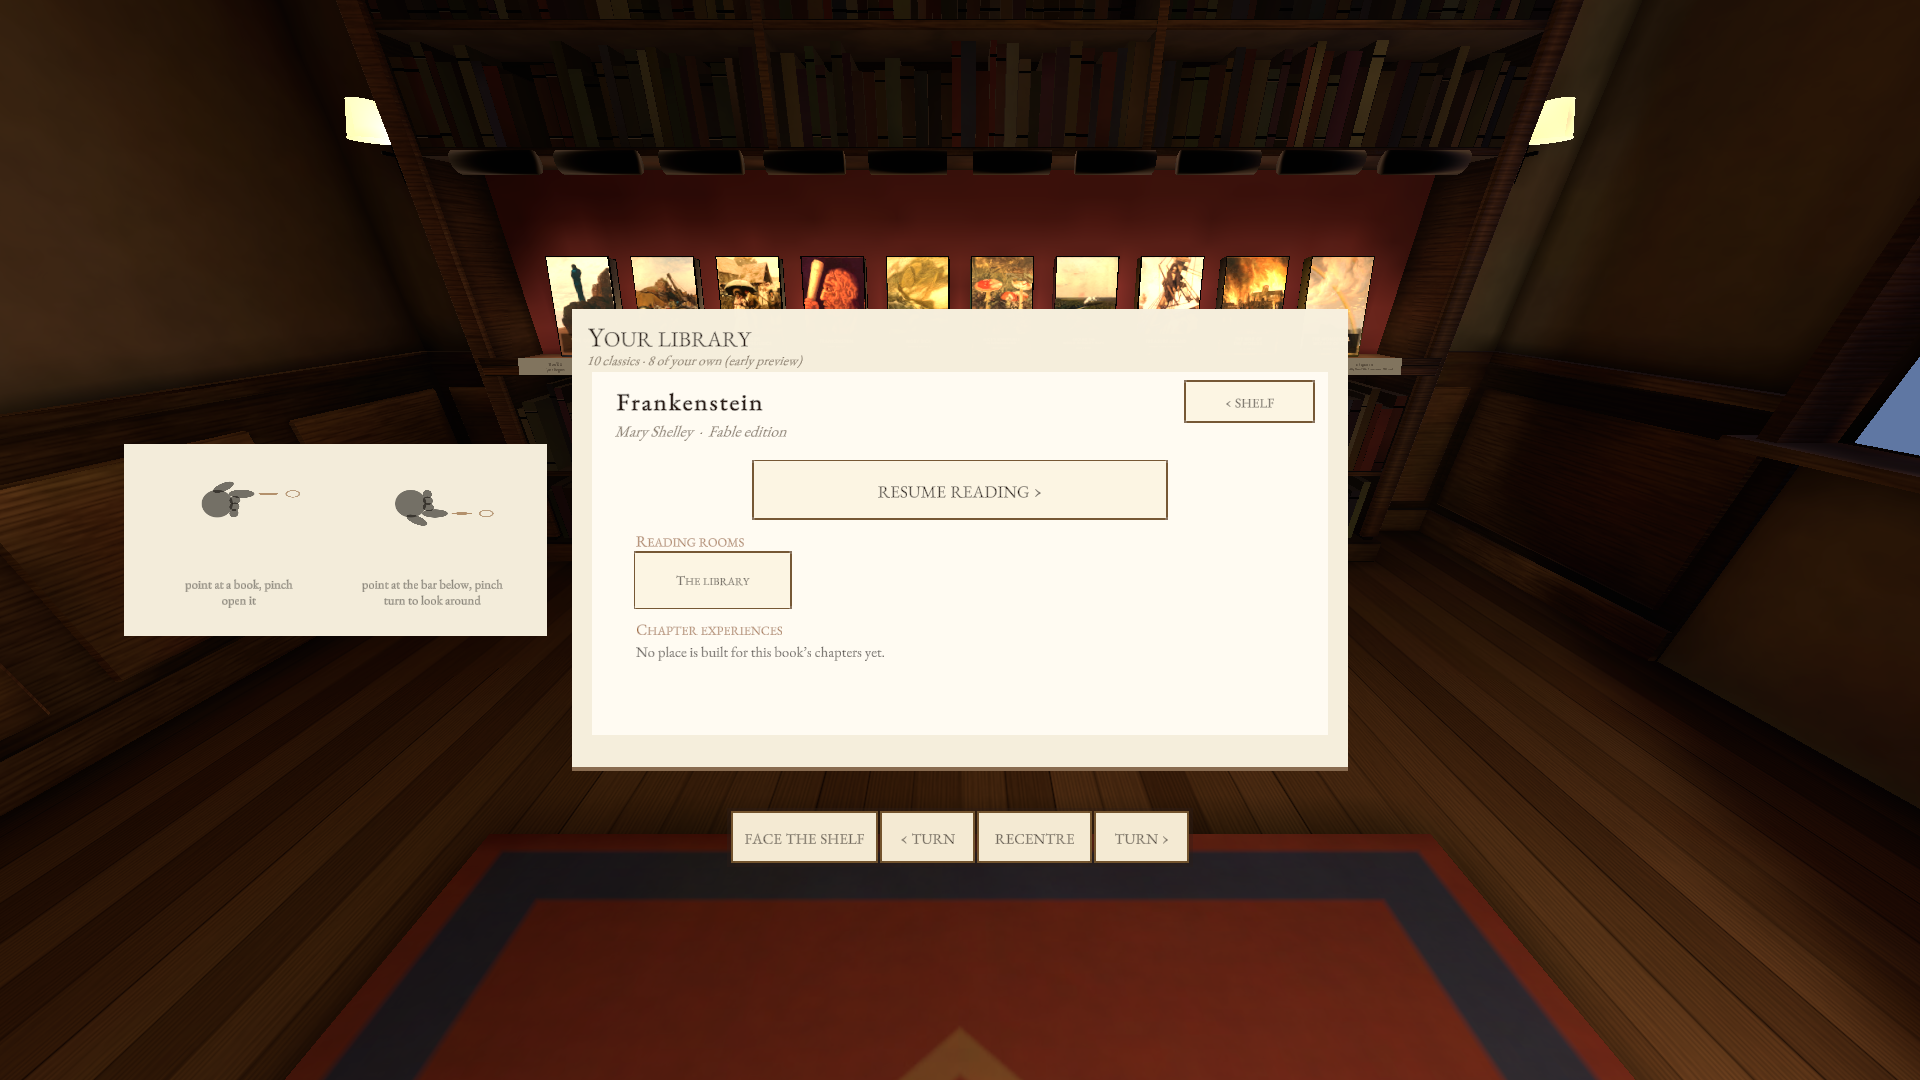 Your library
10 classics · 8 of your own (early preview)
Frankenstein
Mary Shelley · Fable edition
‹ SHELF
RESUME READING ›
Reading rooms
The library
Chapter experiences
No place is built for this book's chapters yet.
point at a book, pinch
open it
point at the bar below, pinch
turn to look around
FACE THE SHELF
‹ TURN
RECENTRE
TURN ›